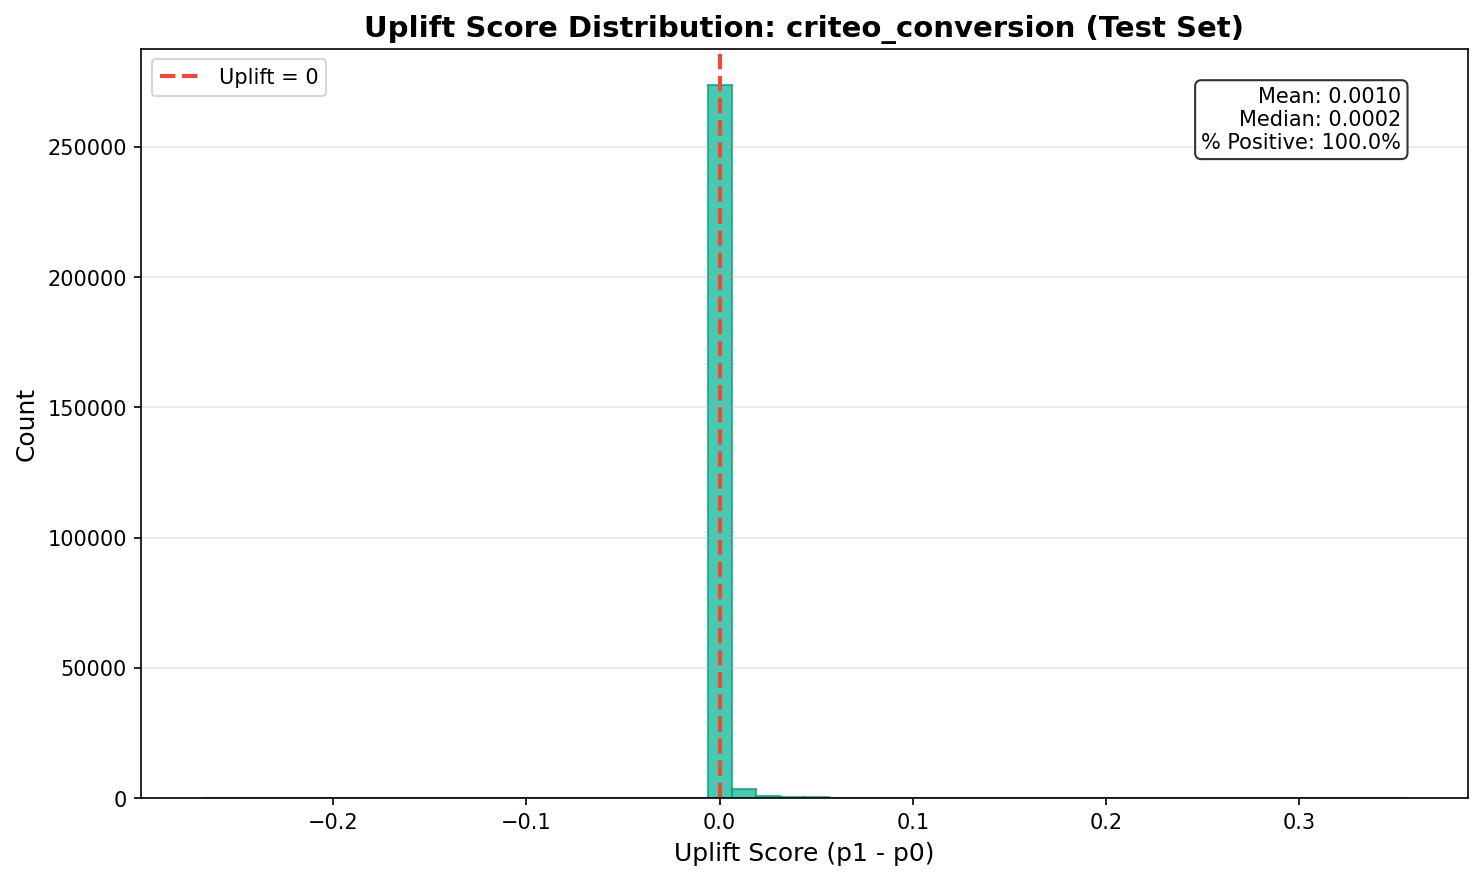 Uplift Score Distribution: criteo_conversion (Test Set)
Uplift = 0
Mean: 0.0010
Median: 0.0002
% Positive: 100.0%
250000
200000
150000
100000
50000
0
Count
−0.2
−0.1
0.0
0.1
0.2
0.3
Uplift Score (p1 - p0)